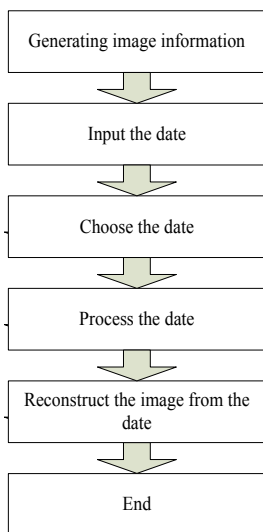 Generating image information
Input the date
Choose the date
Process the date
Reconstruct the image from the
date
End